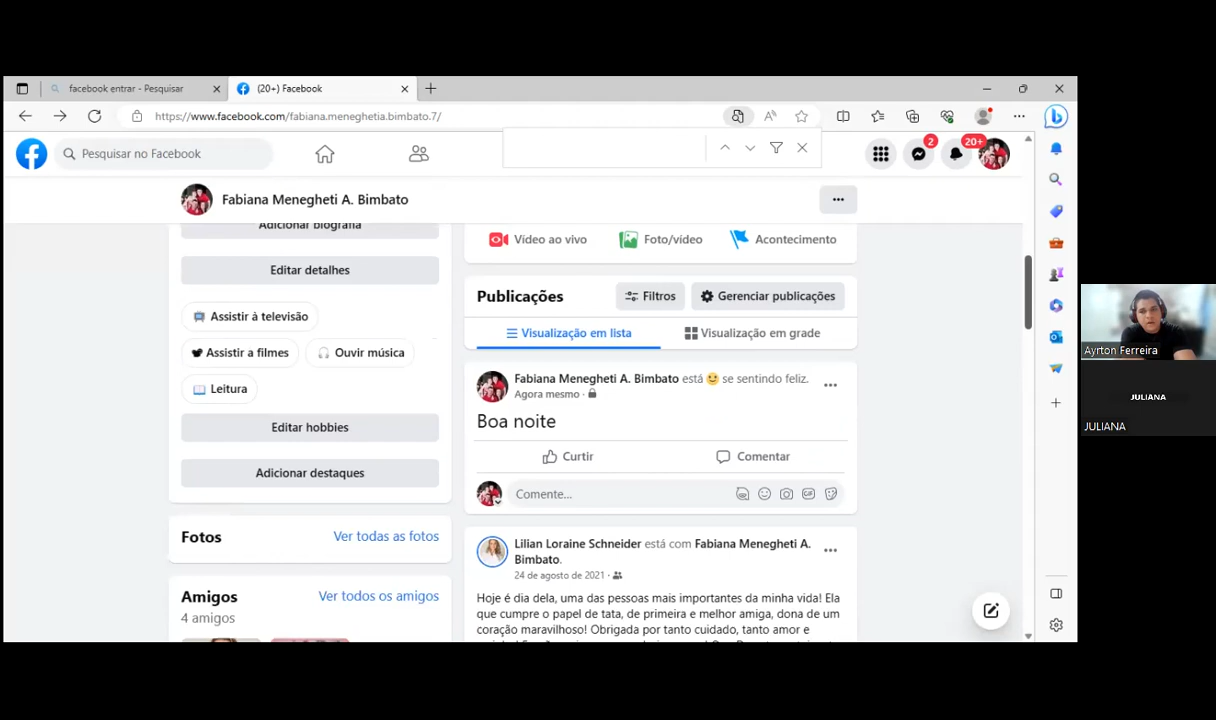 facebook entrar - Pesquisar
(20+) Facebook
https://www.facebook.com/fabiana.meneghetia.bimbato.7/
Pesquisar no Facebook
2
20+
Fabiana Menegheti A. Bimbato
Adicionar biografia
Editar detalhes
Assistir à televisão
Assistir a filmes
Ouvir música
Leitura
Editar hobbies
Adicionar destaques
Fotos
Ver todas as fotos
Amigos
Ver todos os amigos
4 amigos
Vídeo ao vivo
Foto/vídeo
Acontecimento
Publicações
Filtros
Gerenciar publicações
Visualização em lista
Visualização em grade
Fabiana Menegheti A. Bimbato está se sentindo feliz.
Agora mesmo ·
Boa noite
Curtir
Comentar
Comente...
GIF
Lilian Loraine Schneider está com Fabiana Menegheti A.
Bimbato.
24 de agosto de 2021 ·
Hoje é dia dela, uma das pessoas mais importantes da minha vida! Ela
que cumpre o papel de tata, de primeira e melhor amiga, dona de um
coração maravilhoso! Obrigada por tanto cuidado, tanto amor e
Ayrton Ferreira
JULIANA
JULIANA